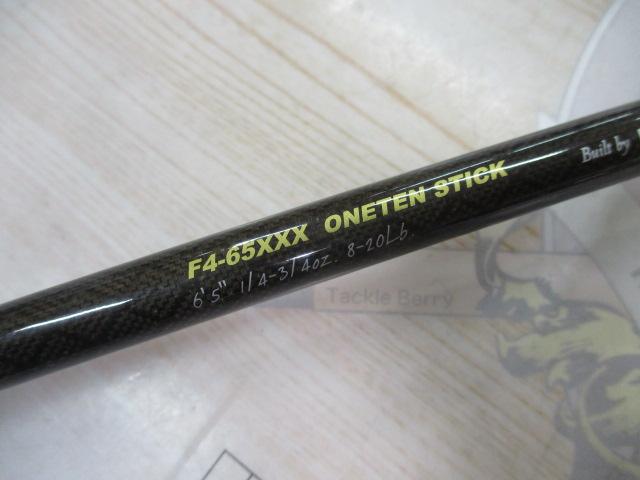 F4-65XXX ONETEN STICK
6'5" 1/4-3/4oz. 8-20Lb.
Built by
Tackle Berry